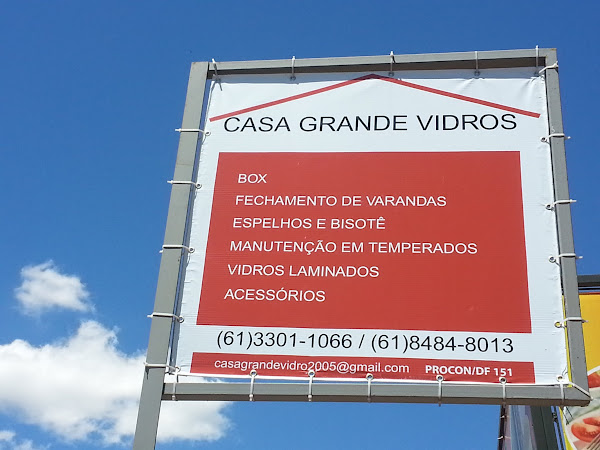 CASA GRANDE VIDROS
BOX
FECHAMENTO DE VARANDAS
ESPELHOS E BISOTÊ
MANUTENÇÃO EM TEMPERADOS
VIDROS LAMINADOS
ACESSÓRIOS
(61)3301-1066 / (61)8484-8013
casagrandevidro2005@gmail.com PROCON/DF 151